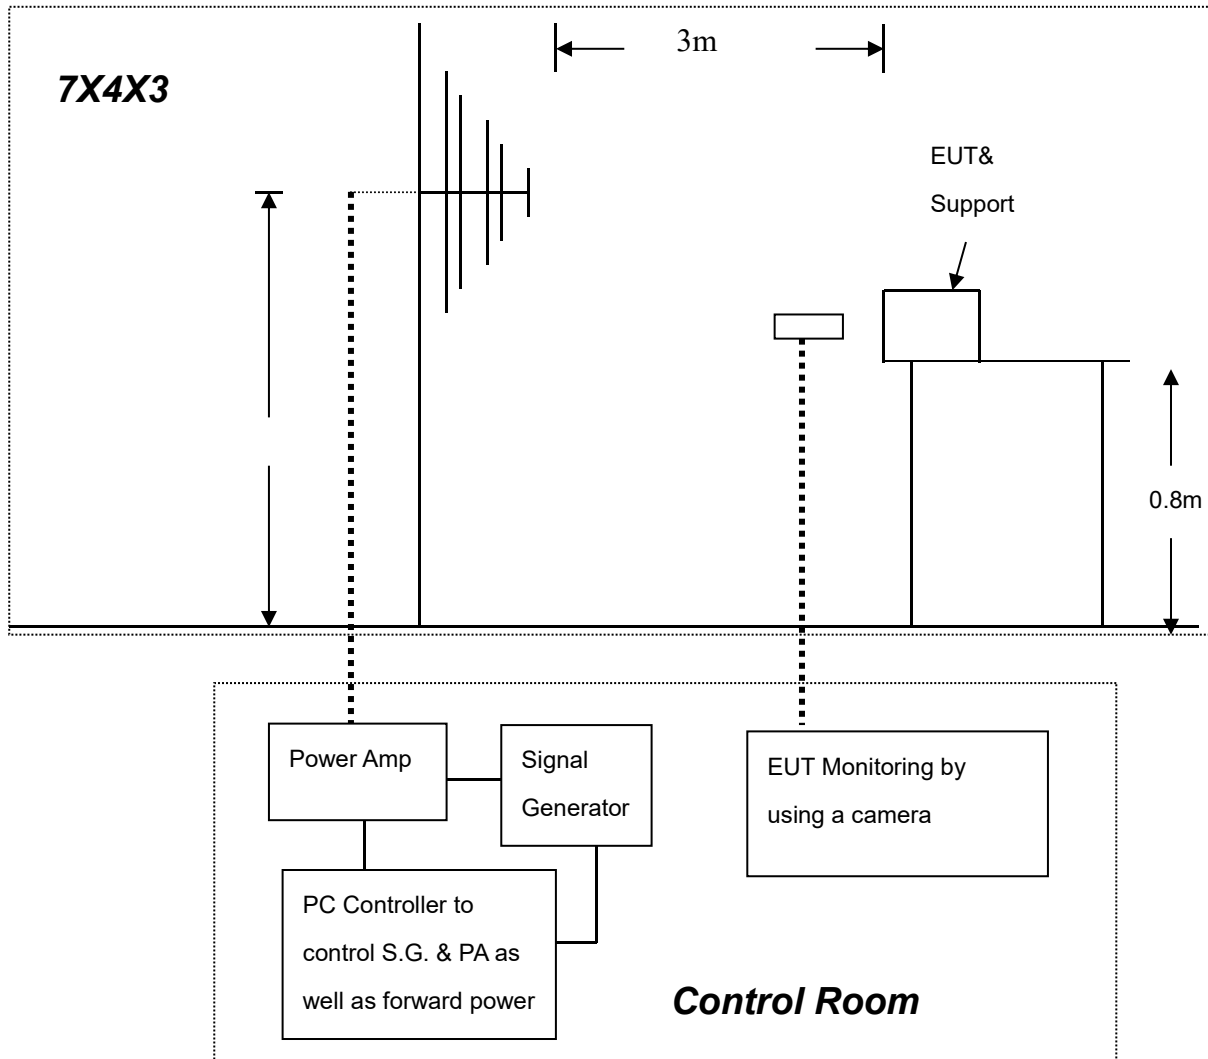 3m
7X4X3
EUT&
Support
0.8m
Power Amp
Signal
Generator
EUT Monitoring by
using a camera
PC Controller to
control S.G. & PA as
well as forward power
Control Room